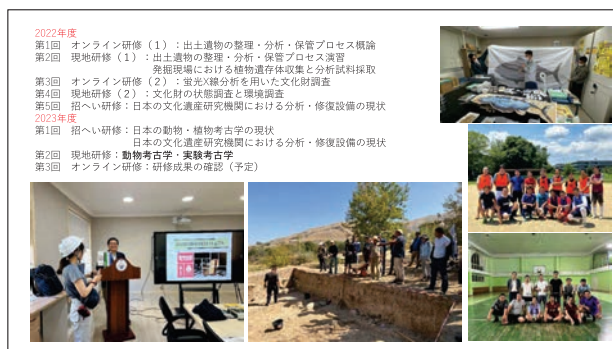 2022年度
第1回 オンライン研修（1）：出土遺物の整理・分析・保管プロセス概論
第2回 現地研修（1）：出土遺物の整理・分析・保管プロセス演習
発掘現場における植物遺存体収集と分析試料採取
第3回 オンライン研修（2）：蛍光X線分析を用いた文化財調査
第4回 現地研修（2）：文化財の状態調査と環境調査
第5回 招へい研修：日本の文化遺産研究機関における分析・修復設備の現状
2023年度
第1回 招へい研修：日本の動物・植物考古学の現状
日本の文化遺産研究機関における分析・修復設備の現状
第2回 現地研修：動物考古学・実験考古学
第3回 オンライン研修：研修成果の確認（予定）